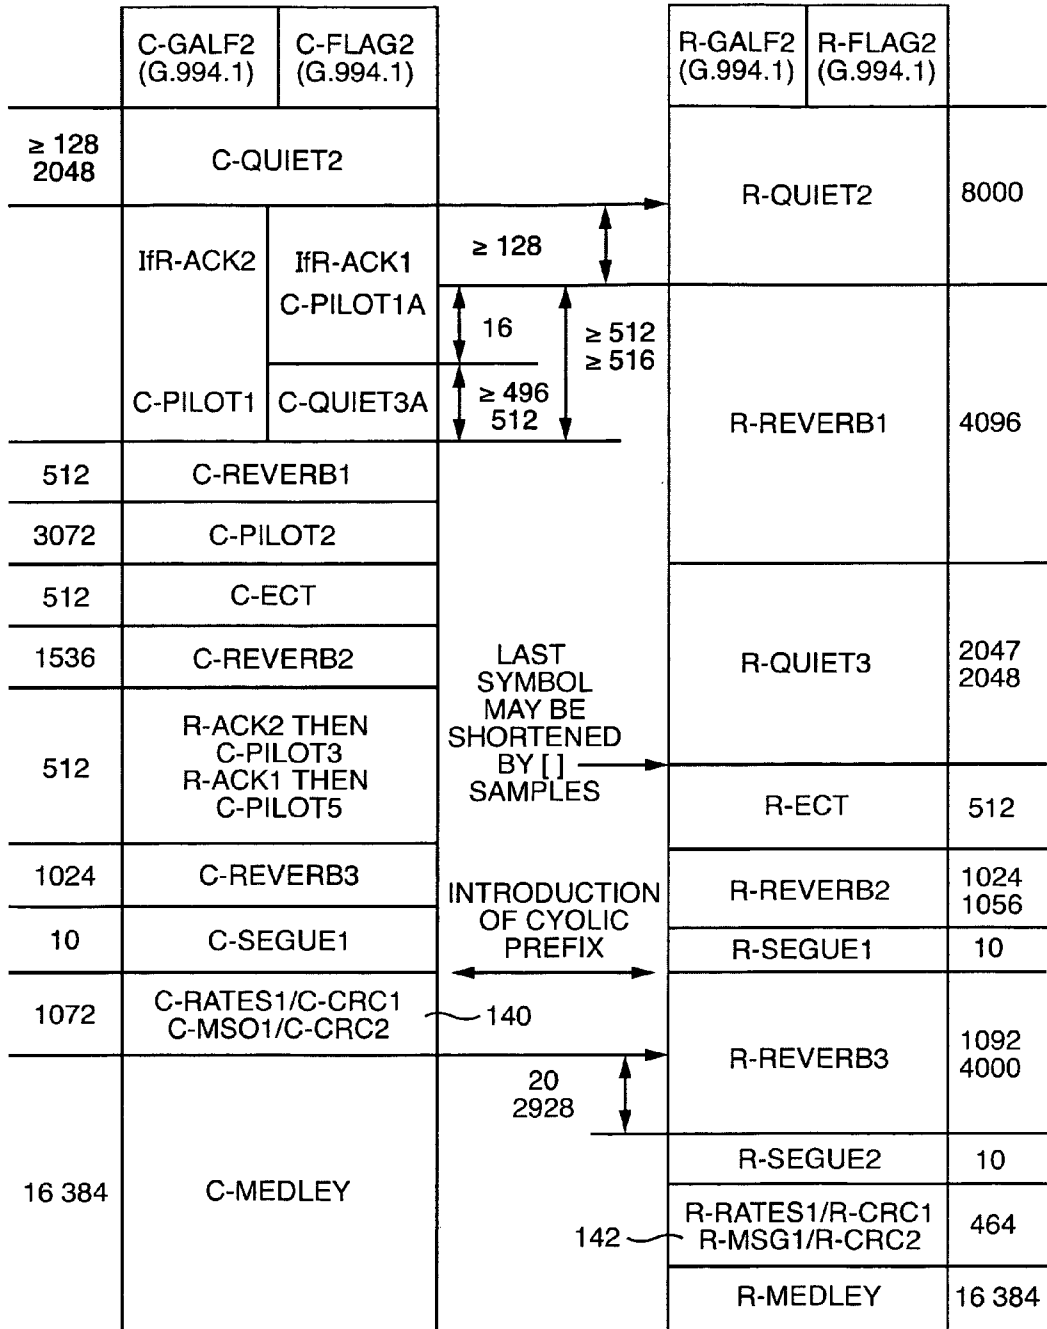 C-GALF2
(G.994.1)
C-FLAG2
(G.994.1)
R-GALF2
(G.994.1)
R-FLAG2
(G.994.1)
≥ 128
2048
C-QUIET2
R-QUIET2
8000
IfR-ACK2
IfR-ACK1
C-PILOT1A
≥ 128
16
≥ 512
≥ 516
C-PILOT1
C-QUIET3A
≥ 496
512
R-REVERB1
4096
512
C-REVERB1
3072
C-PILOT2
512
C-ECT
1536
C-REVERB2
LAST
SYMBOL
MAY BE
SHORTENED
BY [ ]
SAMPLES
R-QUIET3
2047
2048
512
R-ACK2 THEN
C-PILOT3
R-ACK1 THEN
C-PILOT5
R-ECT
512
1024
C-REVERB3
INTRODUCTION
OF CYOLIC
PREFIX
R-REVERB2
1024
1056
10
C-SEGUE1
R-SEGUE1
10
1072
C-RATES1/C-CRC1
C-MSO1/C-CRC2
140
R-REVERB3
1092
4000
20
2928
16 384
C-MEDLEY
R-SEGUE2
10
142
R-RATES1/R-CRC1
R-MSG1/R-CRC2
464
R-MEDLEY
16 384